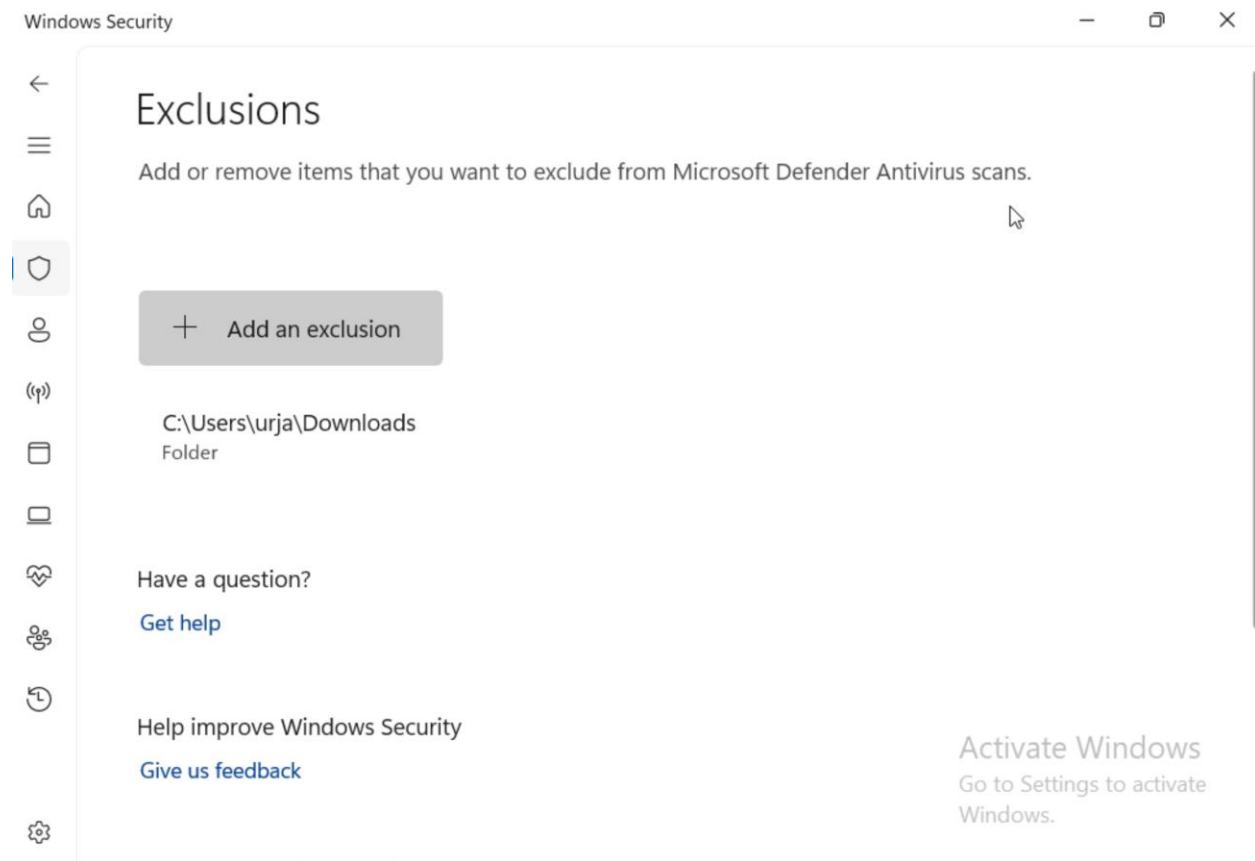 Windows Security
Exclusions
Add or remove items that you want to exclude from Microsoft Defender Antivirus scans.
Add an exclusion
C:\Users\urja\Downloads
Folder
Have a question?
Get help
Help improve Windows Security
Give us feedback
Activate Windows
Go to Settings to activate
Windows.